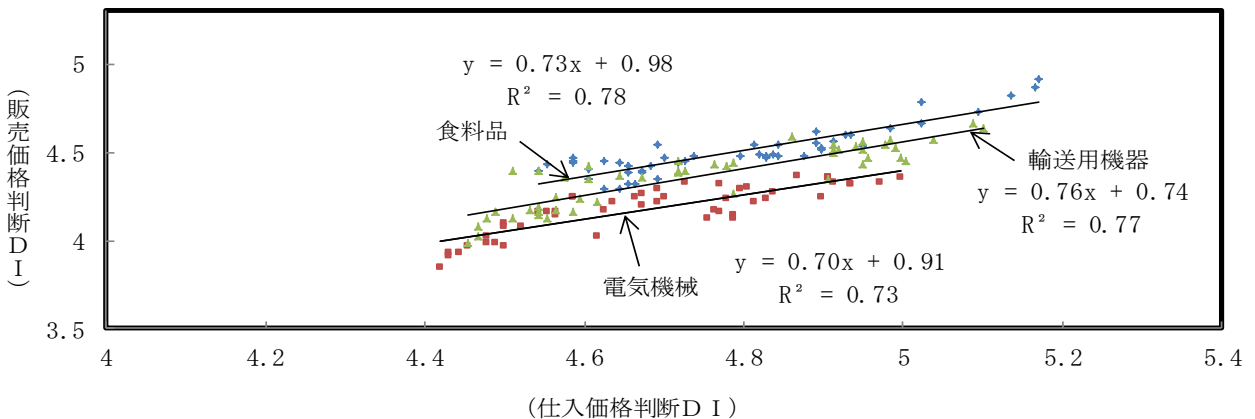 5
4.5
4
3.5
4
4.2
4.4
4.6
4.8
5
5.2
5.4
（販売価格判断ＤＩ）
（仕入価格判断ＤＩ）
y = 0.73x + 0.98
R² = 0.78
食料品
輸送用機器
y = 0.76x + 0.74
R² = 0.77
y = 0.70x + 0.91
R² = 0.73
電気機械